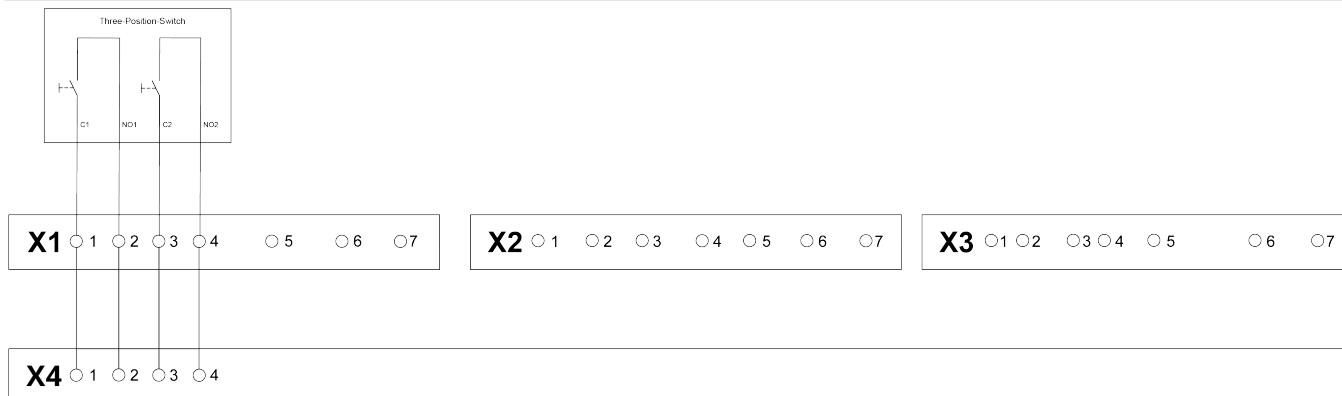 Three-Position-Switch
C1 NO1 C2 NO2
X1 1 2 3 4 5 6 7
X2 1 2 3 4 5 6 7
X3 1 2 3 4 5 6 7
X4 1 2 3 4